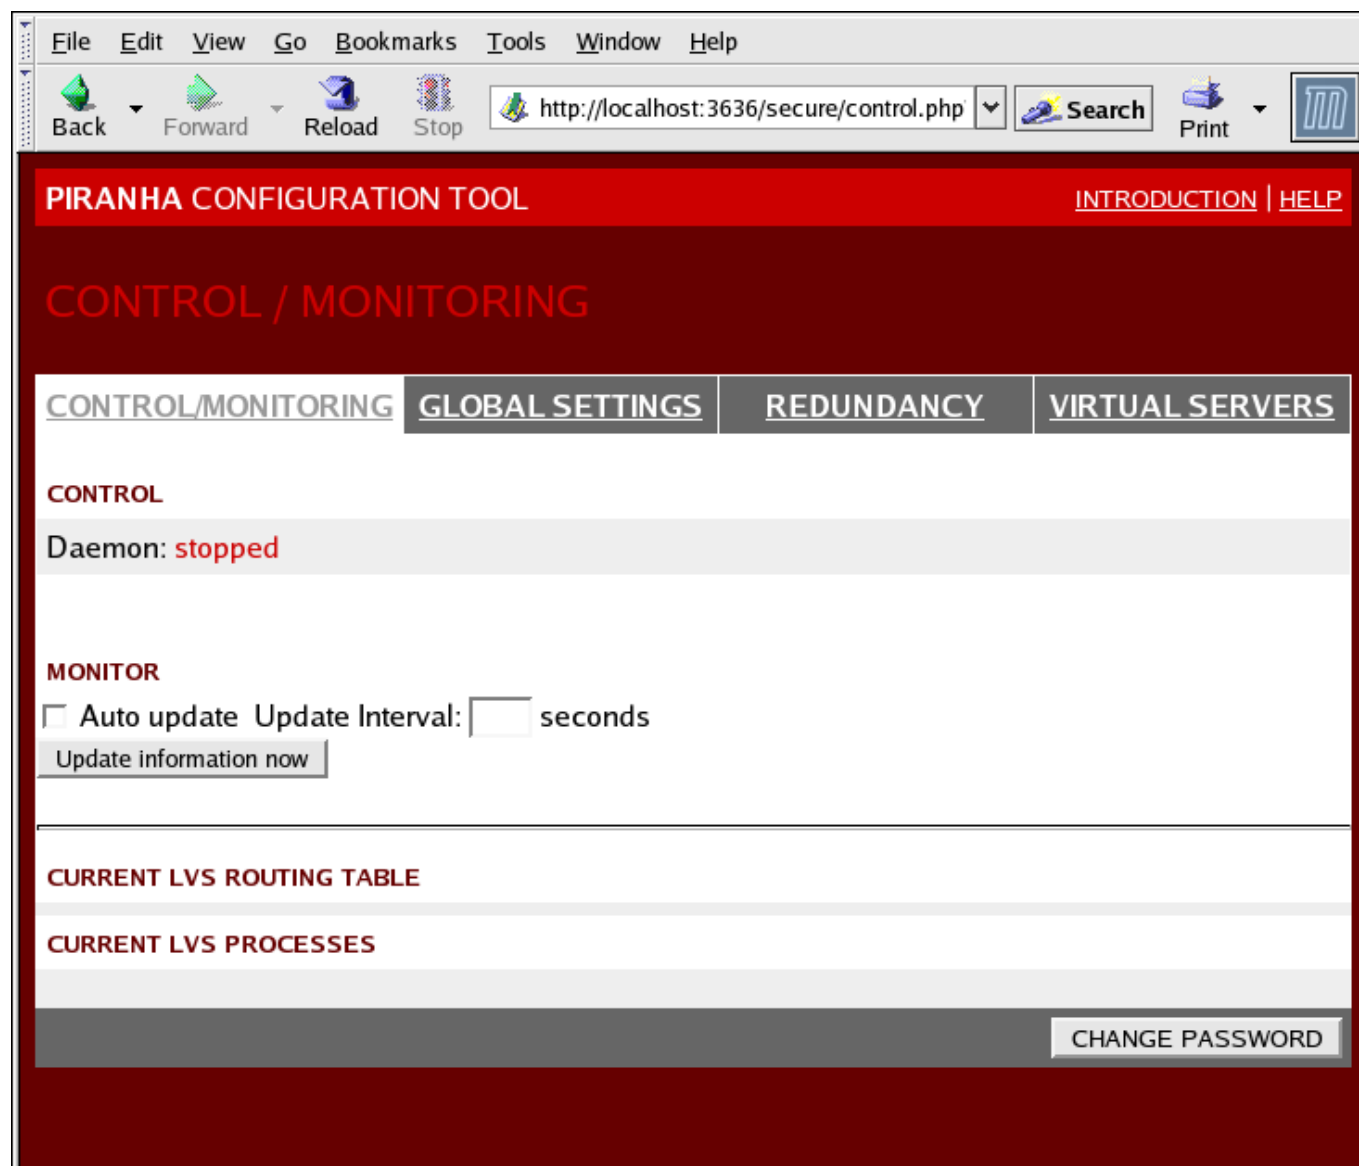 File Edit View Go Bookmarks Tools Window Help
Back Forward Reload Stop http://localhost:3636/secure/control.php Search Print
PIRANHA CONFIGURATION TOOL INTRODUCTION | HELP
CONTROL / MONITORING
CONTROL/MONITORING GLOBAL SETTINGS REDUNDANCY VIRTUAL SERVERS
CONTROL
Daemon: stopped
MONITOR
Auto update Update Interval: seconds
Update information now
CURRENT LVS ROUTING TABLE
CURRENT LVS PROCESSES
CHANGE PASSWORD